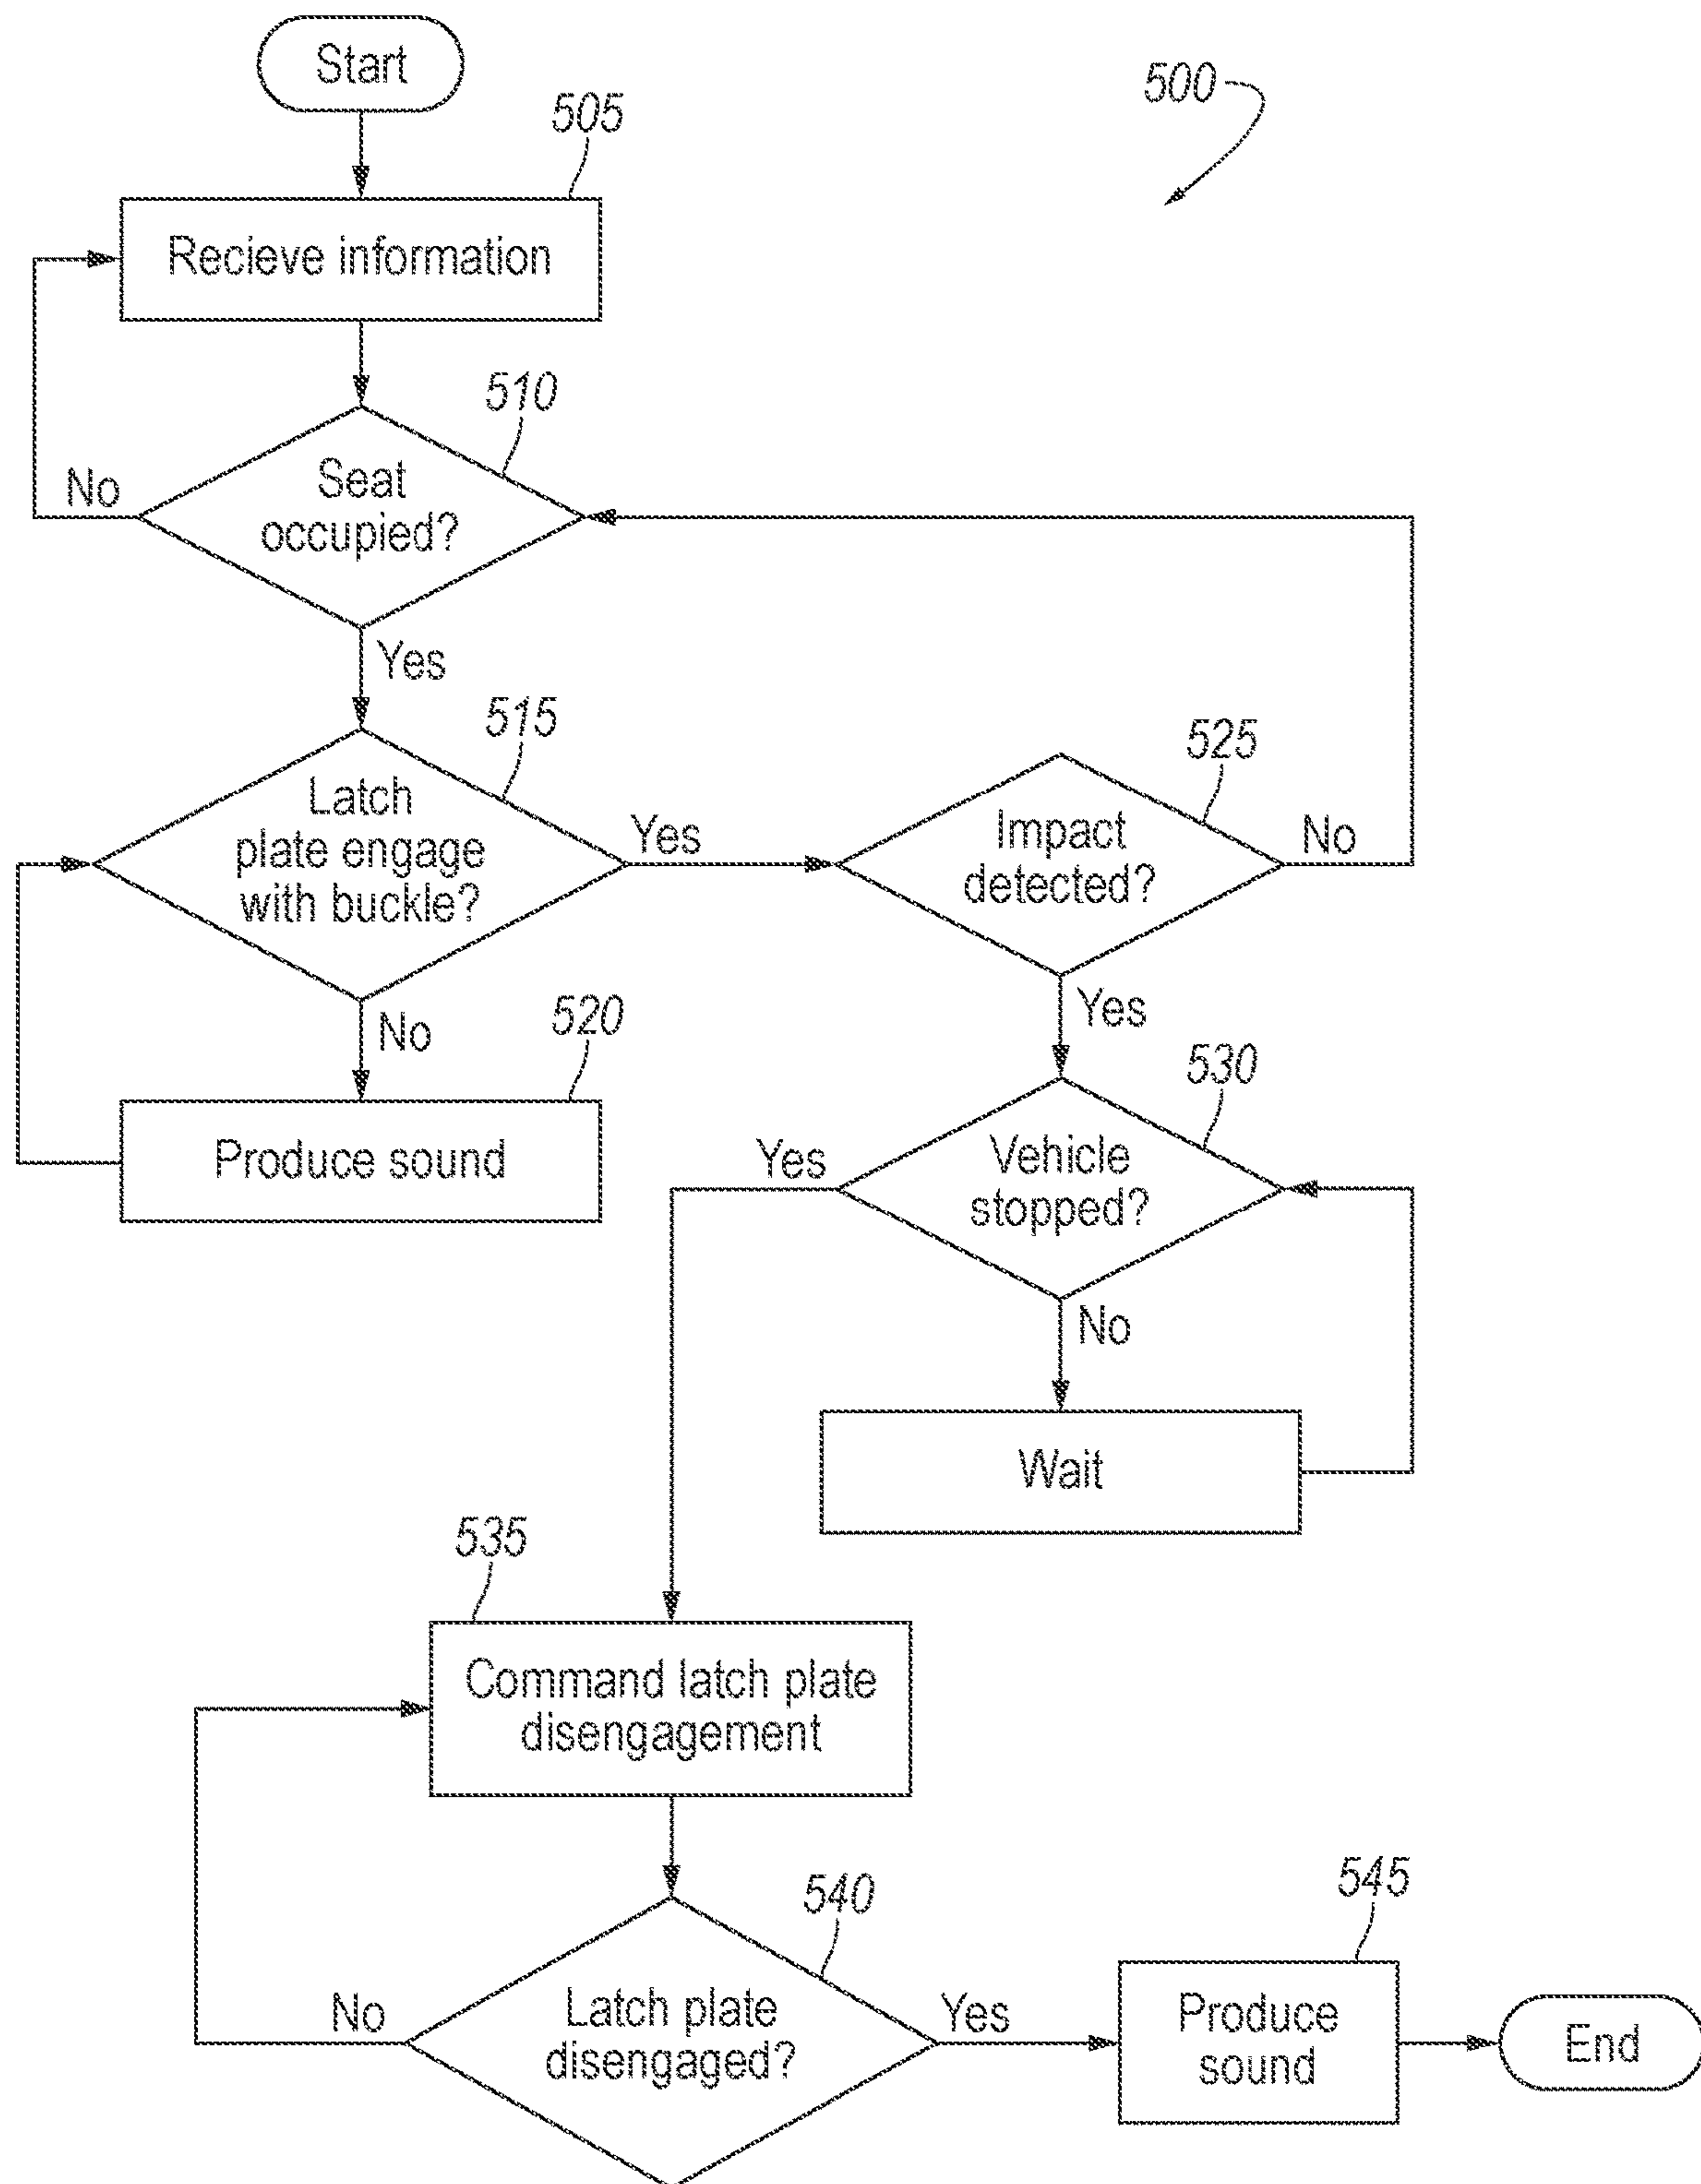 Start
500
505
Recieve information
510
Seat
occupied?
No
Yes
515
Latch
plate engage
with buckle?
Yes
525
Impact
detected?
No
No
520
Produce sound
Yes
530
Vehicle
stopped?
Yes
No
Wait
535
Command latch plate
disengagement
540
Latch plate
disengaged?
No
Yes
545
Produce
sound
End